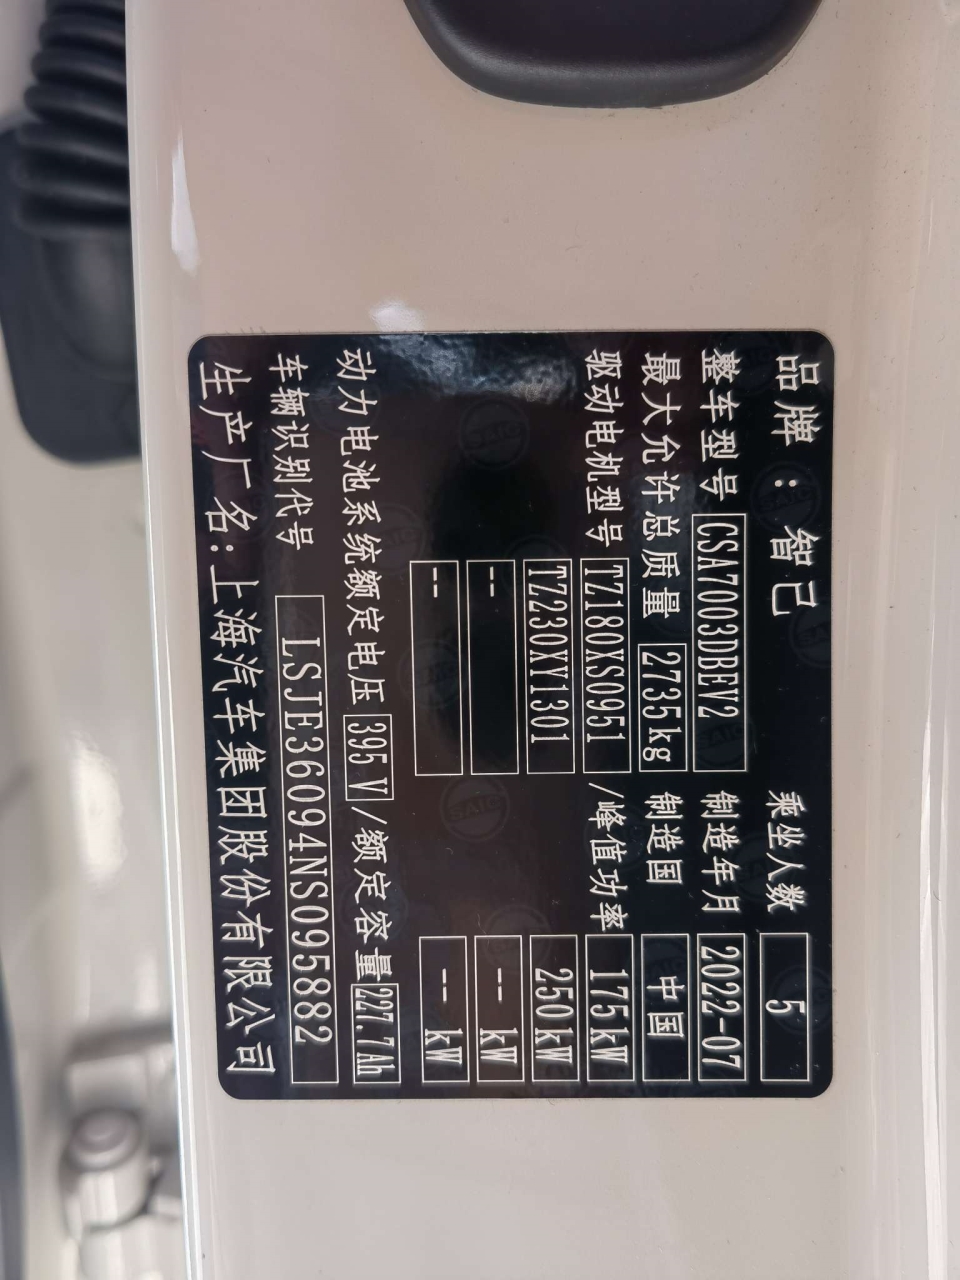 品牌：智己 乘坐人数 5
整车型号 CSA7003DBEV2 制造年月 2022-07
最大允许总质量 2735kg 制造国 中国
驱动电机型号 TZ180XS0951 /峰值功率 175kW
TZ230XY1301 250kW
-- -- kW
-- -- kW
动力电池系统额定电压 395 V /额定容量 227.7Ah
车辆识别代号 LSJE36094NS095882
生产厂名：上海汽车集团股份有限公司
SAIC